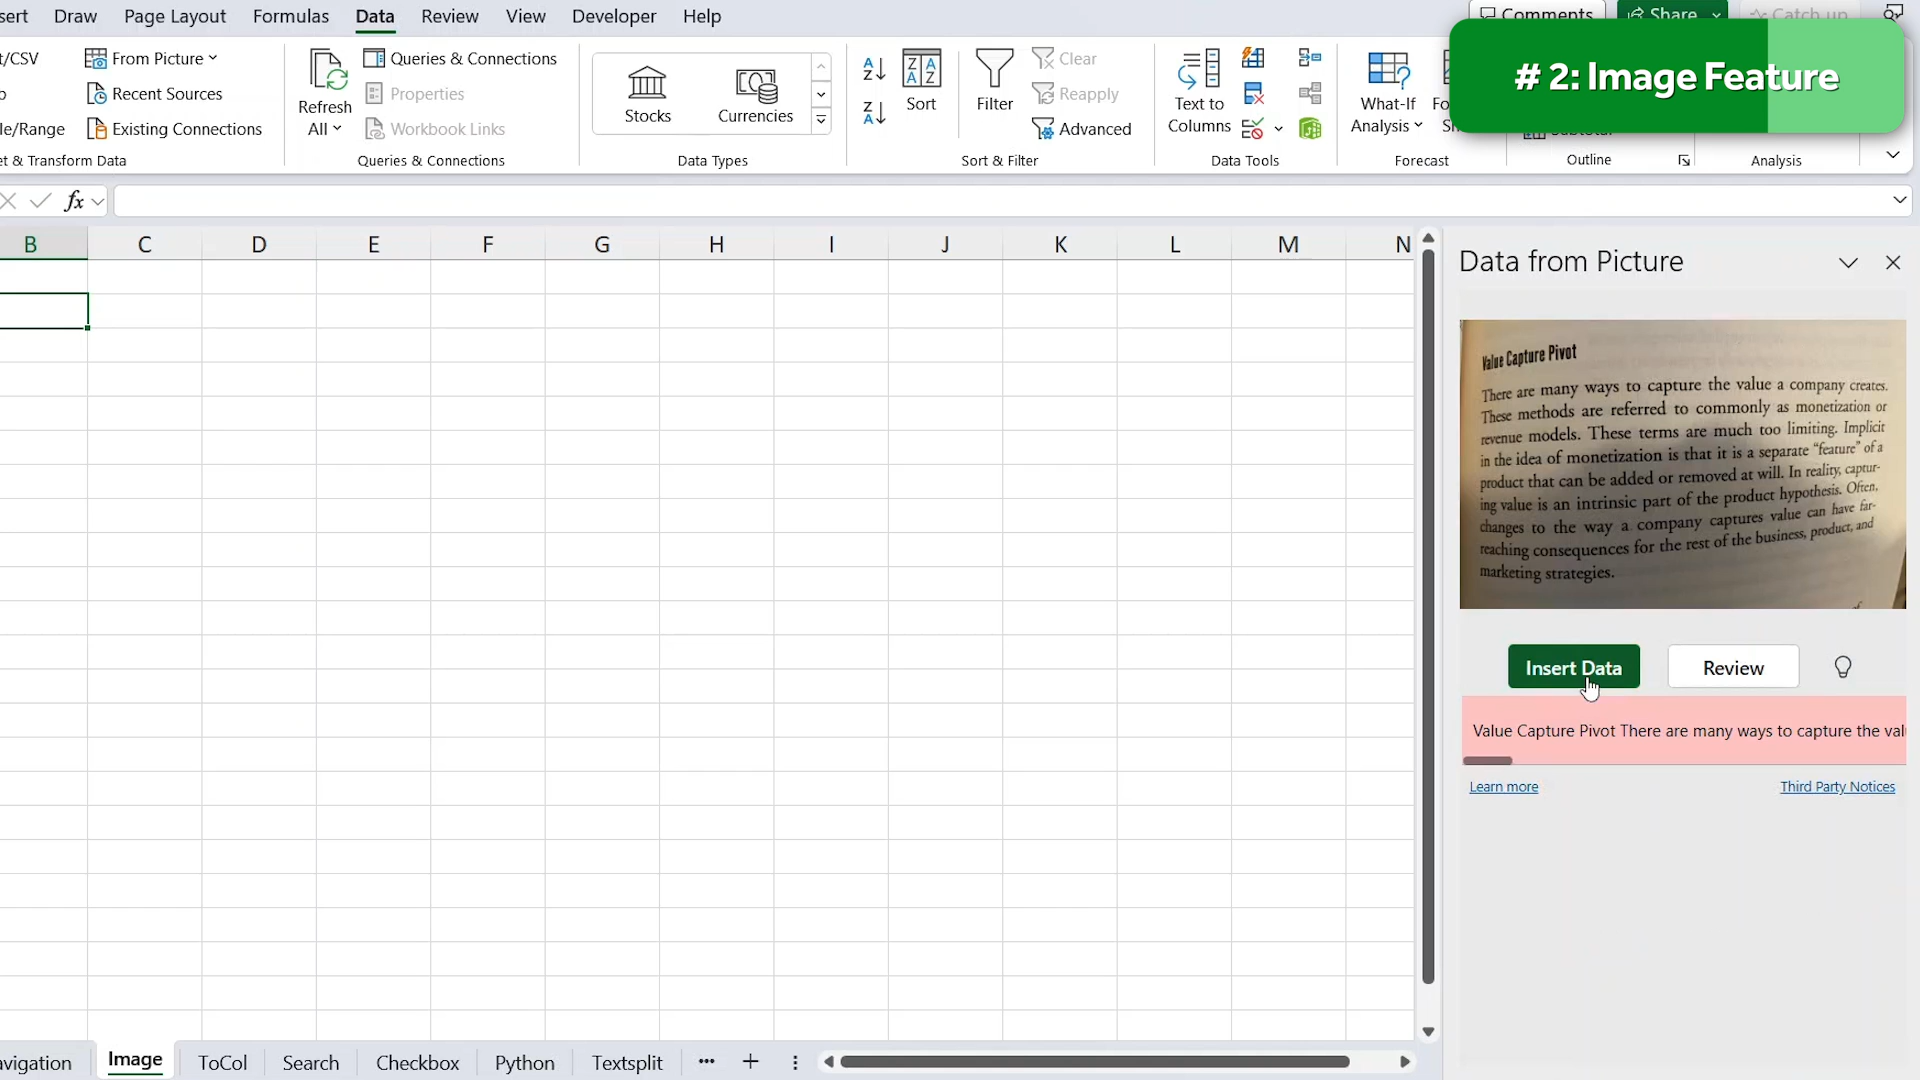 sert Draw Page Layout Formulas Data Review View Developer Help
Comments Share Catch up
# 2: Image Feature
t/CSV From Picture
o Recent Sources
le/Range Existing Connections
et & Transform Data
Refresh
All
Queries & Connections
Properties
Workbook Links
Queries & Connections
Stocks Currencies
Data Types
Sort
Filter
Clear
Reapply
Advanced
Sort & Filter
Text to
Columns
Data Tools
What-If
Analysis
Forecast
Outline
Analysis
fx
B C D E F G H I J K L M N
Data from Picture
Value Capture Pivot
There are many ways to capture the value a company creates.
These methods are referred to commonly as monetization or
revenue models. These terms are much too limiting. Implicit
in the idea of monetization is that it is a separate “feature” of a
product that can be added or removed at will. In reality, captur-
ing value is an intrinsic part of the product hypothesis. Often,
changes to the way a company captures value can have far-
reaching consequences for the rest of the business, product, and
marketing strategies.
of
Insert Data Review
Value Capture Pivot There are many ways to capture the val
Learn more Third Party Notices
avigation Image ToCol Search Checkbox Python Textsplit